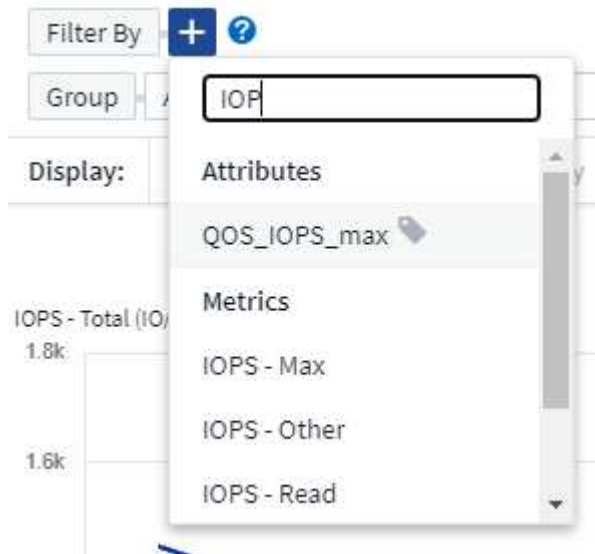 Filter By + ?
Group
IOP
Display:
Attributes
QOS_IOPS_max
Metrics
IOPS - Total (IO/
1.8k
IOPS - Max
IOPS - Other
1.6k
IOPS - Read